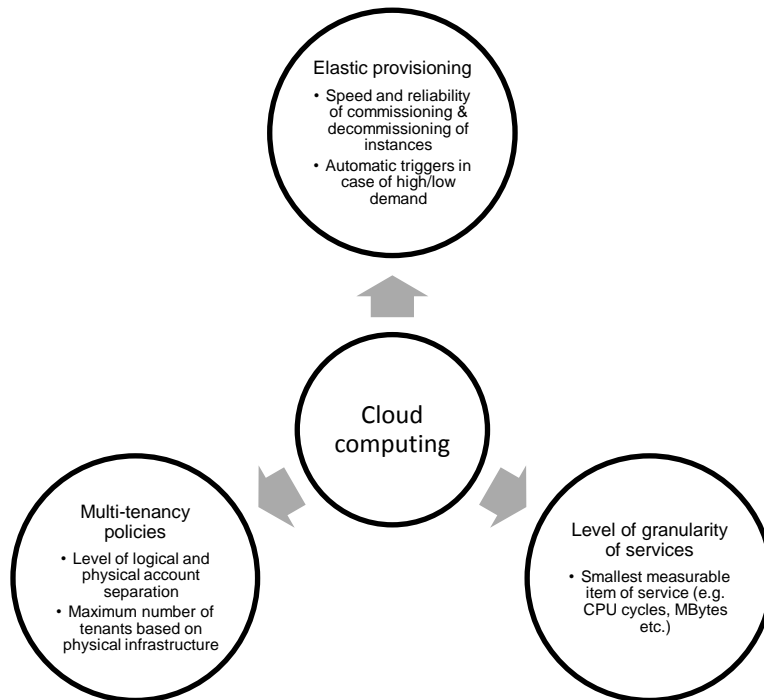 Elastic provisioning
• Speed and reliability
of commissioning &
decommissioning of
instances
• Automatic triggers in
case of high/low
demand
Cloud
computing
Multi-tenancy
policies
• Level of logical and
physical account
separation
• Maximum number of
tenants based on
physical infrastructure
Level of granularity
of services
• Smallest measurable
item of service (e.g.
CPU cycles, MBytes
etc.)